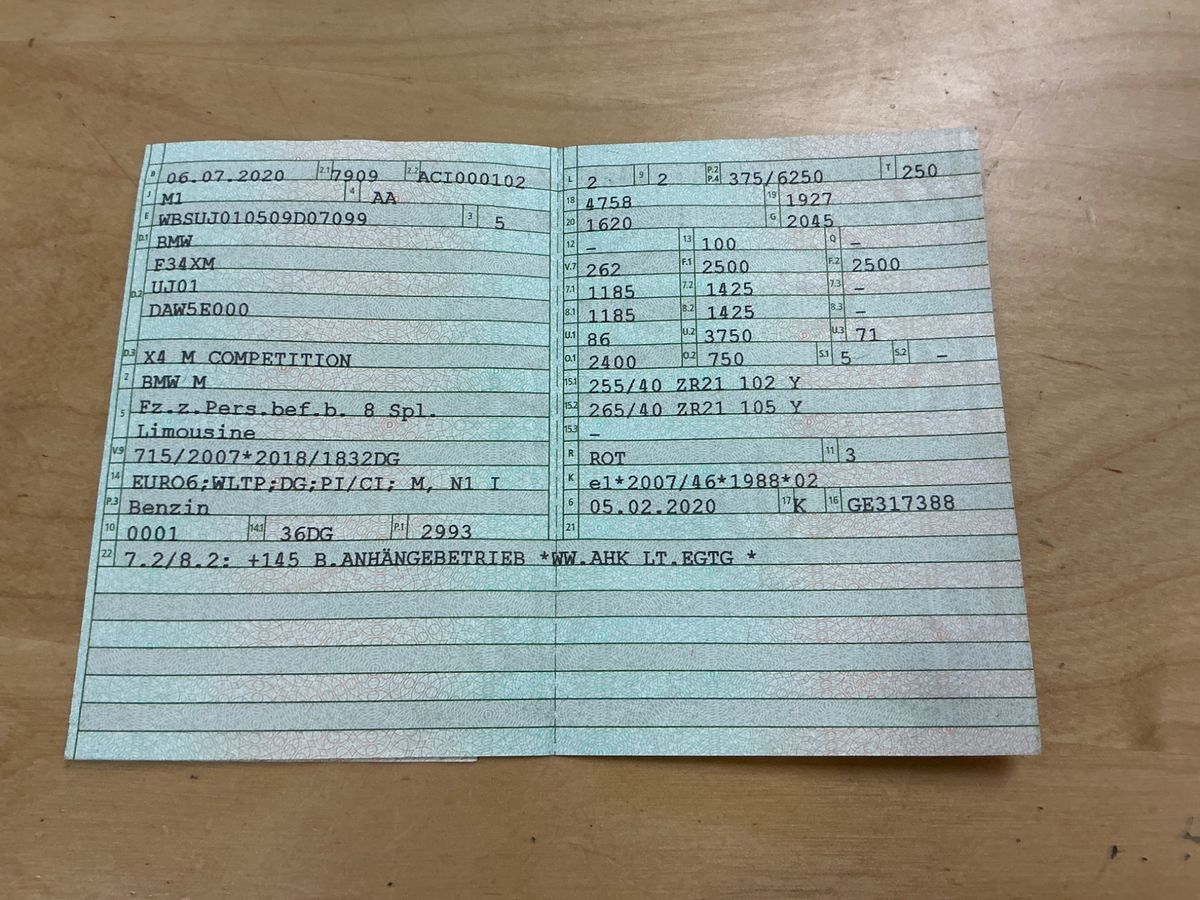 B 06.07.2020 2.1 7909 2.2 ACI000102
J M1 4 AA
E WBSUJ010509D07099 3 5
D.1 BMW
F34XM
D.2 UJ01
DAW5E000
D.3 X4 M COMPETITION
2 BMW M
5 Fz.z.Pers.bef.b. 8 Spl.
Limousine
V.9 715/2007*2018/1832DG
14 EURO6;WLTP;DG;PI/CI; M, N1 I
P.3 Benzin
10 0001 14.1 36DG P.1 2993
L 2 9 2 P.2 P.4 375/6250 T 250
18 4758 19 1927
20 1620 G 2045
12 – 13 100 Q –
V.7 262 F.1 2500 F.2 2500
7.1 1185 7.2 1425 7.3 –
8.1 1185 8.2 1425 8.3 –
U.1 86 U.2 3750 U.3 71
O.1 2400 O.2 750 S.1 5 S.2 –
15.1 255/40 ZR21 102 Y
15.2 265/40 ZR21 105 Y
15.3 –
R ROT 11 3
K e1*2007/46*1988*02
6 05.02.2020 17 K 16 GE317388
21
22 7.2/8.2: +145 B.ANHÄNGEBETRIEB *WW.AHK LT.EGTG *